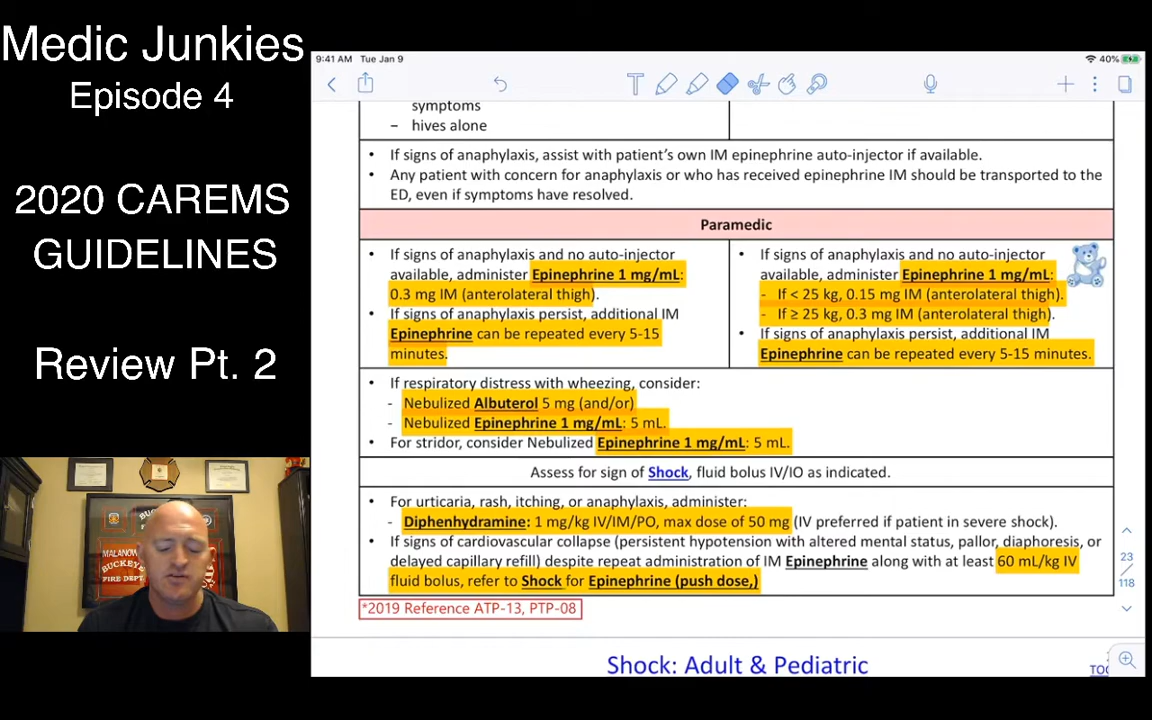 Medic Junkies
Episode 4
2020 CAREMS
GUIDELINES
Review Pt. 2
9:41 AM Tue Jan 9
40%
symptoms
– hives alone
• If signs of anaphylaxis, assist with patient's own IM epinephrine auto-injector if available.
• Any patient with concern for anaphylaxis or who has received epinephrine IM should be transported to the
ED, even if symptoms have resolved.
Paramedic
• If signs of anaphylaxis and no auto-injector
available, administer Epinephrine 1 mg/mL:
0.3 mg IM (anterolateral thigh).
• If signs of anaphylaxis persist, additional IM
Epinephrine can be repeated every 5-15
minutes.
• If signs of anaphylaxis and no auto-injector
available, administer Epinephrine 1 mg/mL:
- If < 25 kg, 0.15 mg IM (anterolateral thigh).
- If ≥ 25 kg, 0.3 mg IM (anterolateral thigh).
• If signs of anaphylaxis persist, additional IM
Epinephrine can be repeated every 5-15 minutes.
• If respiratory distress with wheezing, consider:
- Nebulized Albuterol 5 mg (and/or)
- Nebulized Epinephrine 1 mg/mL: 5 mL.
• For stridor, consider Nebulized Epinephrine 1 mg/mL: 5 mL.
Assess for sign of Shock, fluid bolus IV/IO as indicated.
• For urticaria, rash, itching, or anaphylaxis, administer:
- Diphenhydramine: 1 mg/kg IV/IM/PO, max dose of 50 mg (IV preferred if patient in severe shock).
• If signs of cardiovascular collapse (persistent hypotension with altered mental status, pallor, diaphoresis, or
delayed capillary refill) despite repeat administration of IM Epinephrine along with at least 60 mL/kg IV
fluid bolus, refer to Shock for Epinephrine (push dose,)
*2019 Reference ATP-13, PTP-08
23
118
Shock: Adult & Pediatric
TOC
MALANO
BUCKEY
FIRE DEPT